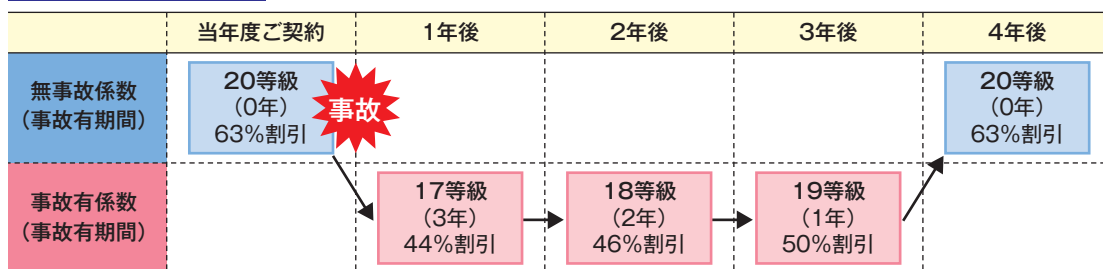 当年度ご契約 1年後 2年後 3年後 4年後
無事故係数
（事故有期間）
20等級
（0年）
63%割引
事故
20等級
（0年）
63%割引
事故有係数
（事故有期間）
17等級
（3年）
44%割引
18等級
（2年）
46%割引
19等級
（1年）
50%割引